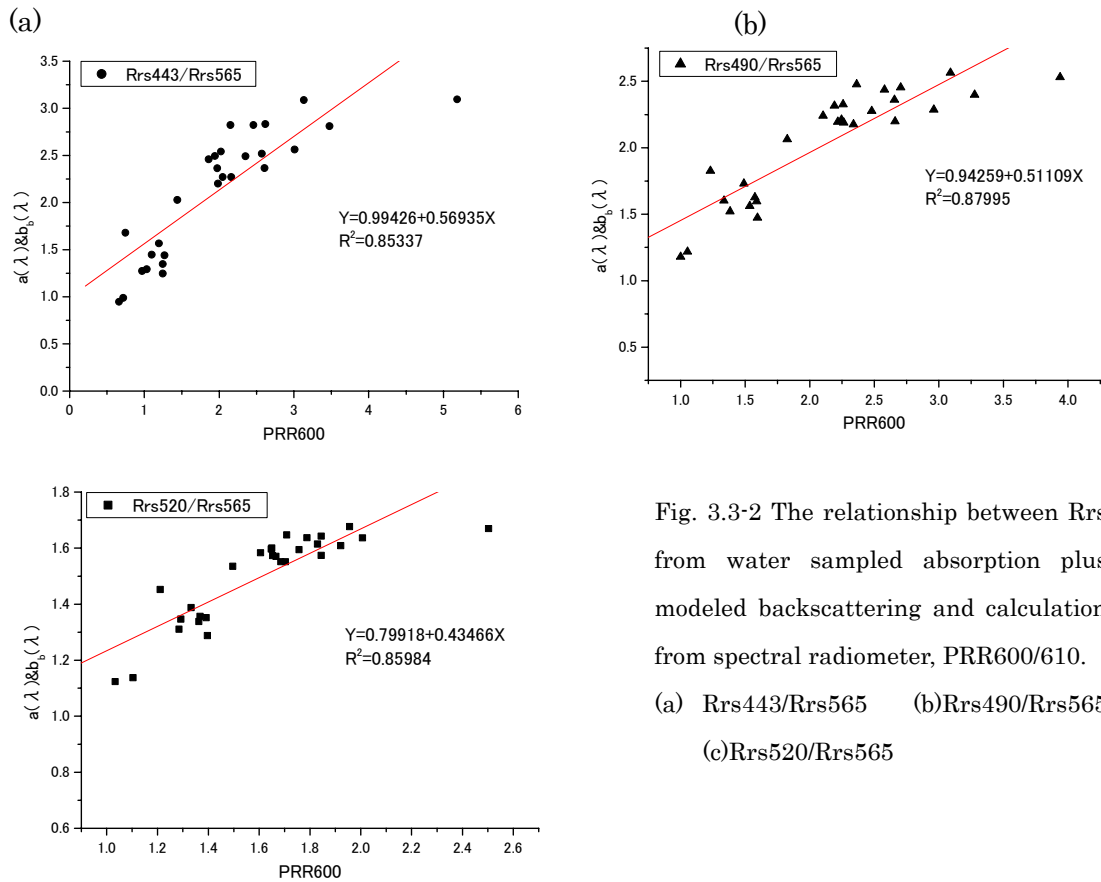 (a)
Rrs443/Rrs565
3.5
3.0
2.5
2.0
1.5
1.0
0.5
0.0
a(λ)&b_b(λ)
Y=0.99426+0.56935X
R²=0.85337
0 1 2 3 4 5 6
PRR600
(b)
Rrs490/Rrs565
2.5
2.0
1.5
1.0
0.5
a(λ)&b_b(λ)
Y=0.94259+0.51109X
R²=0.87995
1.0 1.5 2.0 2.5 3.0 3.5 4.0
PRR600
Rrs520/Rrs565
1.8
1.6
1.4
1.2
1.0
0.8
0.6
a(λ)&b_b(λ)
Y=0.79918+0.43466X
R²=0.85984
1.0 1.2 1.4 1.6 1.8 2.0 2.2 2.4 2.6
PRR600
Fig. 3.3-2 The relationship between Rrs
from water sampled absorption plus
modeled backscattering and calculation
from spectral radiometer, PRR600/610.
(a) Rrs443/Rrs565 (b)Rrs490/Rrs565
(c)Rrs520/Rrs565